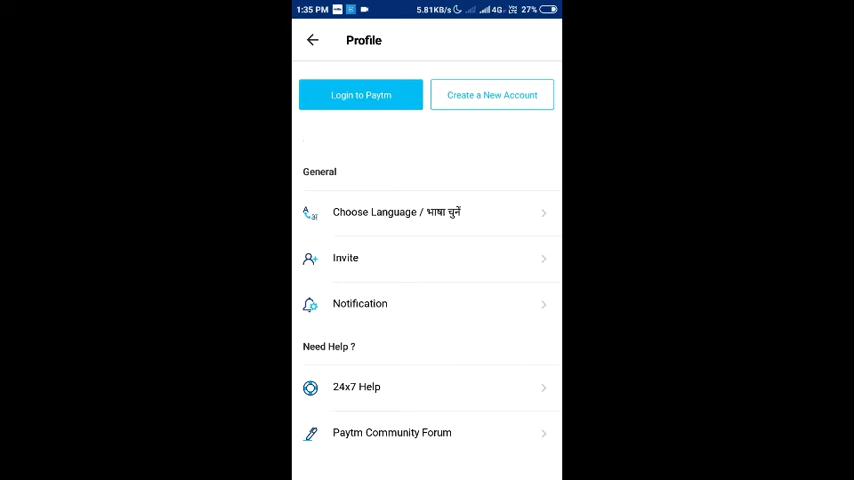 1:35 PM 5.81KB/s 4G 27%
Profile
Login to Paytm Create a New Account
General
Choose Language / भाषा चुनें
Invite
Notification
Need Help ?
24x7 Help
Paytm Community Forum